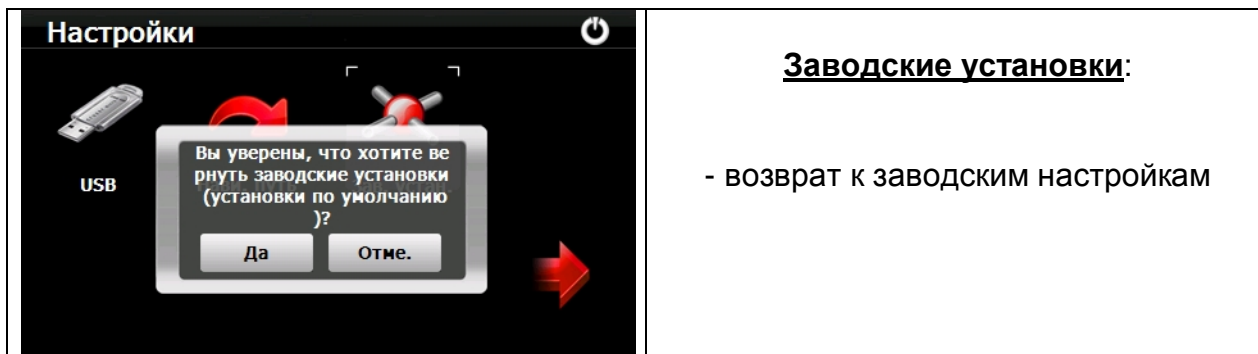 Настройки
USB
Вы уверены, что хотите ве
рнуть заводские установки
(установки по умолчанию
)?
Да
Отме.
Заводские установки:
- возврат к заводским настройкам